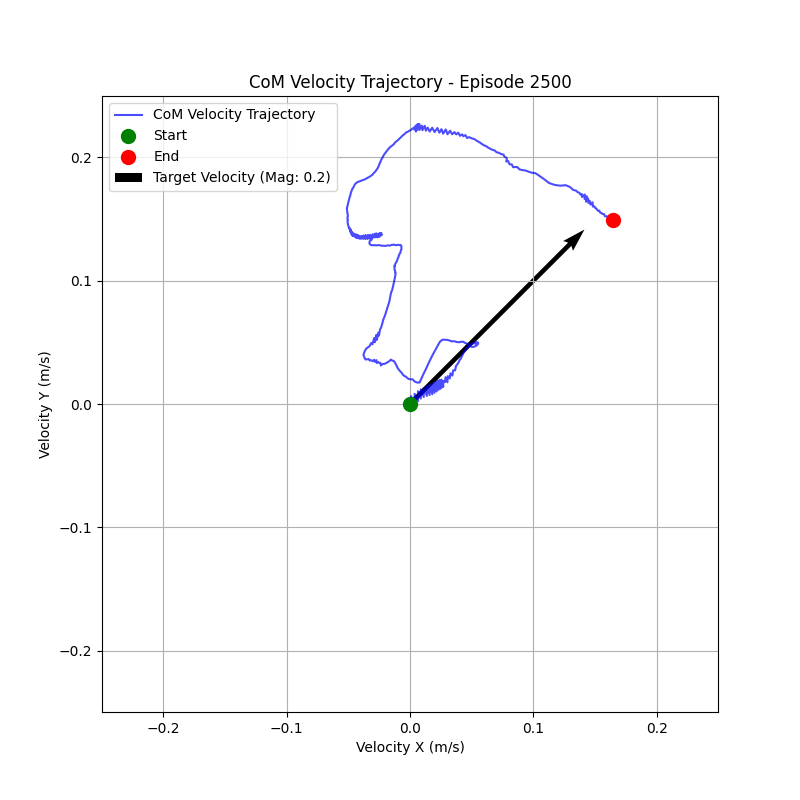 CoM Velocity Trajectory - Episode 2500
CoM Velocity Trajectory
Start
End
Target Velocity (Mag: 0.2)
0.2
0.1
0.0
−0.1
−0.2
Velocity Y (m/s)
−0.2
−0.1
0.0
0.1
0.2
Velocity X (m/s)